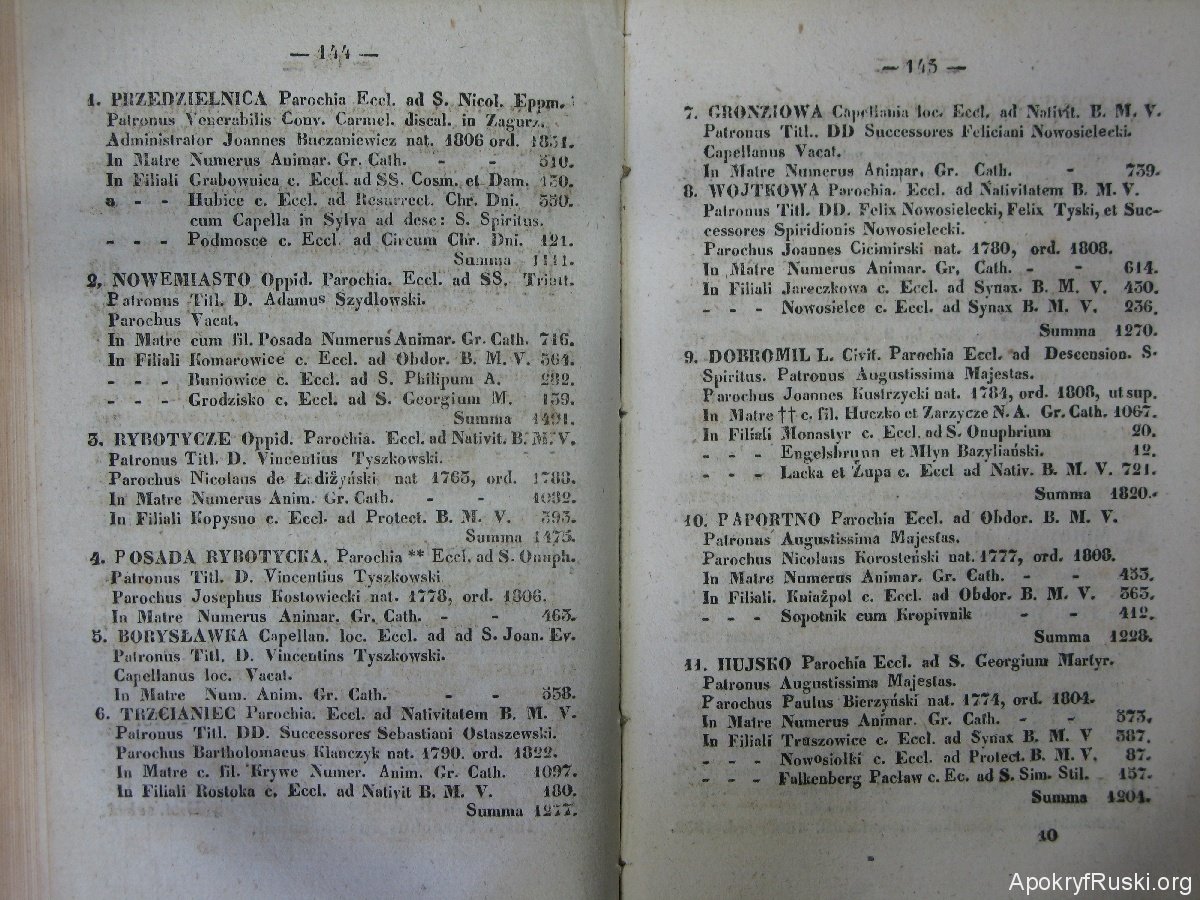 — 144 —
1. PRZEDZIELNICA Parochia Eccl. ad S. Nicol. Eppm.
Patronus Venerabilis Conv. Carmel. discal. in Zagurz.
Administrator Joannes Buczaniewicz nat. 1806 ord. 1831.
In Matre Numerus Animar. Gr. Cath. - - 310.
In Filiali Grabownica c. Eccl. ad SS. Cosm. et Dam. 130.
a - - Hubice c. Eccl. ad Resurrect. Chr. Dni. 550.
cum Capella in Sylva ad desc: S. Spiritus.
- - - Podmosce c. Eccl. ad Circum Chr. Dni. 121.
Summa 1111.
2. NOWEMIASTO Oppid. Parochia. Eccl. ad SS. Trinit.
Patronus Titl. D. Adamus Szydlowski.
Parochus Vacat.
In Matre cum fil. Posada Numerus Animar. Gr. Cath. 716.
In Filiali Komarowice c. Eccl. ad Obdor. B. M. V. 364.
- - - Buniowice c. Eccl. ad S. Philipum A. 282.
- - - Grodzisko c. Eccl. ad S. Georgium M. 139.
Summa 1491.
3. RYBOTYCZE Oppid. Parochia. Eccl. ad Nativit. B. M. V.
Patronus Titl. D. Vincentius Tyszkowski.
Parochus Nicolaus de Ładižyński nat 1763, ord. 1788.
In Matre Numerus Anim. Gr. Cath. - - 1082.
In Filiali Kopysno c. Eccl. ad Protect. B. M. V. 393.
Summa 1475.
4. POSADA RYBOTYCKA. Parochia ** Eccl. ad S. Onuph.
Patronus Titl. D. Vincentius Tyszkowski
Parochus Josephus Kostowiecki nat. 1778, ord. 1806.
In Matre Numerus Animar. Gr. Cath. - - 463.
5. BORYSŁAWKA Capellan. loc. Eccl. ad ad S. Joan. Ev.
Patronus Titl. D. Vincentius Tyszkowski.
Capellanus loc. Vacat.
In Matre Num. Anim. Gr. Cath. - - 358.
6. TRZCIANIEC Parochia. Eccl. ad Nativitatem B. M. V.
Patronus Titl. DD. Successores Sebastiani Ostaszewski.
Parochus Bartholomaeus Klanczyk nat. 1790. ord. 1822.
In Matre c. fil. Krywe Numer. Anim. Gr. Cath. 1097.
In Filiali Rostoka c. Eccl. ad Nativit B. M. V. 180.
Summa 1277.
— 145 —
7. GRONZIOWA Capellania loc. Eccl. ad Nativit. B. M. V.
Patronus Titl. DD Successores Feliciani Nowosielecki.
Capellanus Vacat.
In Matre Numerus Animar. Gr. Cath. - 739.
8. WOJTKOWA Parochia. Eccl. ad Nativitatem B. M. V.
Patronus Titl. DD. Felix Nowosielecki, Felix Tyski, et Suc-
cessores Spiridionis Nowosielecki.
Parochus Joannes Cicimirski nat. 1780, ord. 1808.
In Matre Numerus Animar. Gr. Cath. - - 614.
In Filiali Jareczkowa c. Eccl. ad Synax. B. M. V. 430.
- - - Nowosielce c. Eccl. ad Synax B. M. V. 236.
Summa 1270.
9. DOBROMIL L. Civit. Parochia Eccl. ad Descension. S.
Spiritus. Patronus Augustissima Majestas.
Parochus Joannes Kustrzycki nat. 1784, ord. 1808, ut sup.
In Matre †† c. fil. Huczko et Zarzycze N. A. Gr. Cath. 1067.
In Filiali Monastyr c. Eccl. ad S. Onuphrium 20.
- - - Engelsbrunn et Młyn Bazyliański. 12.
- - - Lacka et Żupa c. Eccl ad Nativ. B. M. V. 721.
Summa 1820.
10. PAPORTNO Parochia Eccl. ad Obdor. B. M. V.
Patronus Augustissima Majestas.
Parochus Nicolaus Korosteński nat. 1777, ord. 1808.
In Matre Numerus Animar. Gr. Cath. - - 453.
In Filiali. Kniażpol c. Eccl. ad Obdor. B. M. V. 363.
- - - Sopotnik cum Kropiwnik - - 412.
Summa 1228.
11. HUJSKO Parochia Eccl. ad S. Georgium Martyr.
Patronus Augustissima Majestas.
Parochus Paulus Bierzyński nat. 1774, ord. 1804.
In Matre Numerus Animar. Gr. Cath. - - 573.
In Filiali Truszowice c. Eccl. ad Synax B. M. V 387.
- - - Nowosiolki c. Eccl. ad Protect. B. M. V. 87.
- - - Falkenberg Pacław c. Ec. ad S. Sim. Stil. 157.
Summa 1204.
10
ApokryfRuski.org